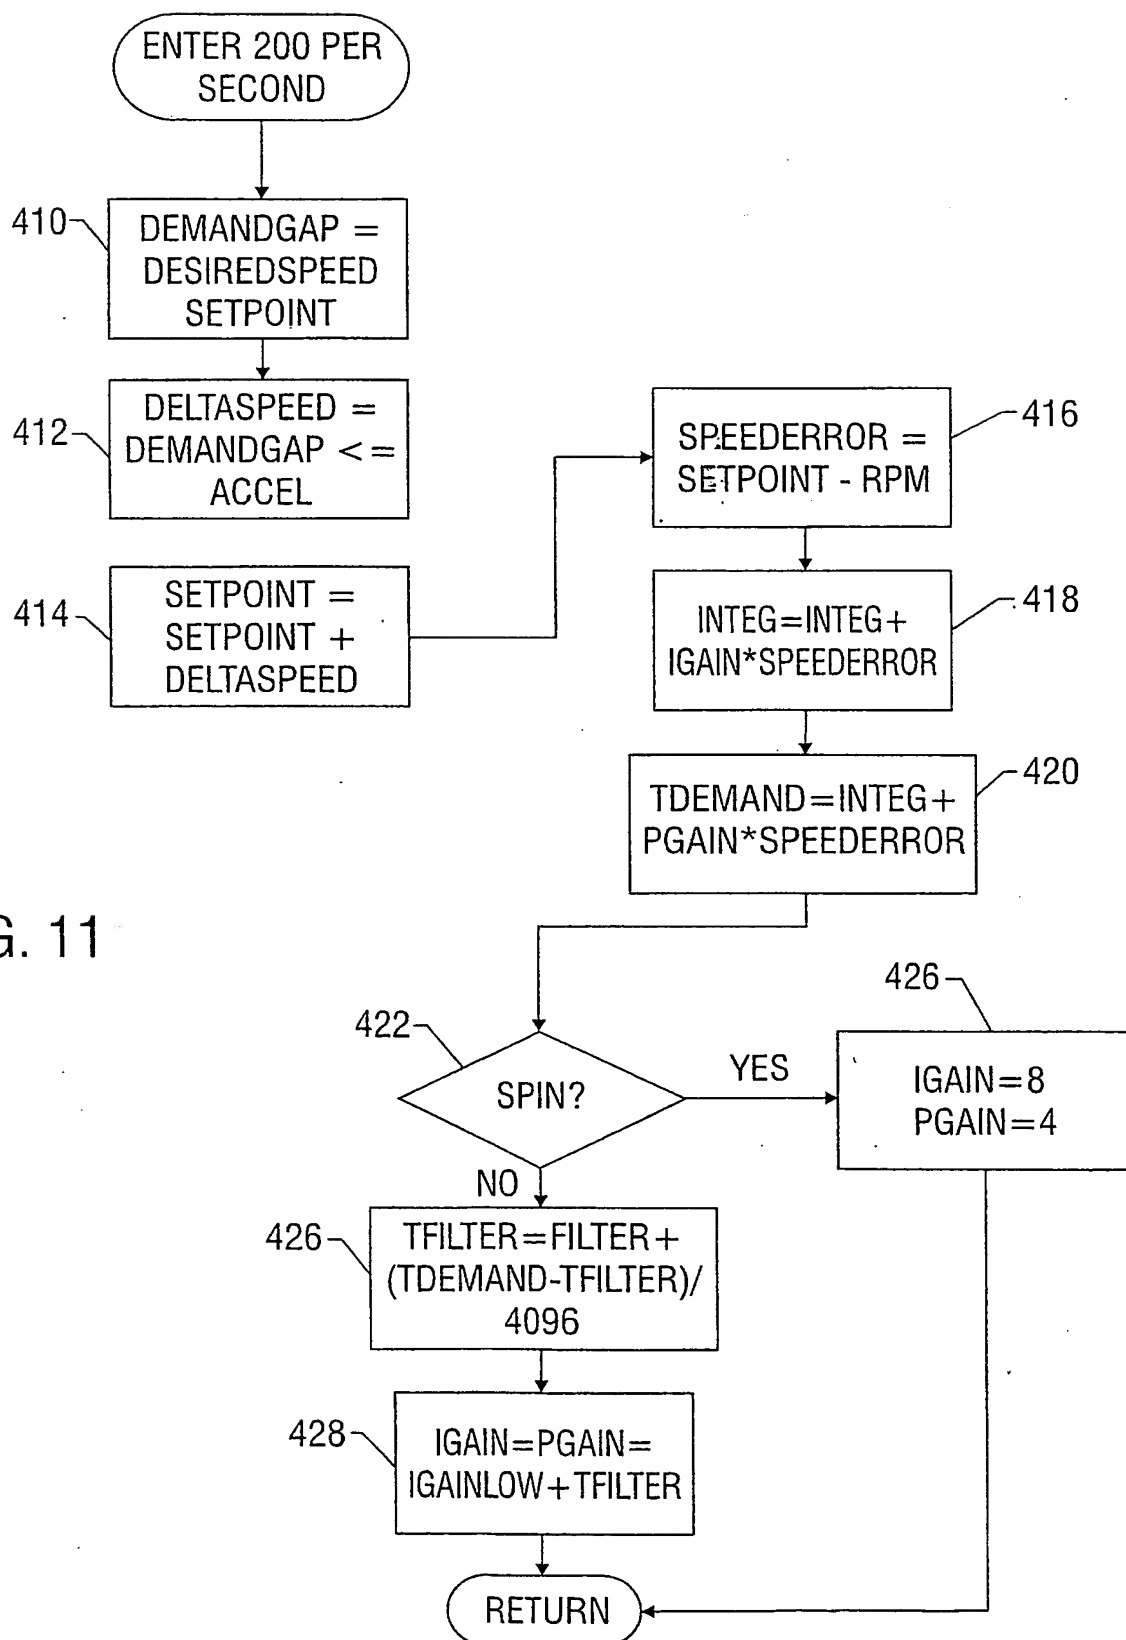 ENTER 200 PER
SECOND
410
DEMANDGAP =
DESIREDSPEED
SETPOINT
412
DELTASPEED =
DEMANDGAP < =
ACCEL
414
SETPOINT =
SETPOINT +
DELTASPEED
416
SPEEDERROR =
SETPOINT - RPM
418
INTEG=INTEG+
IGAIN*SPEEDERROR
420
TDEMAND=INTEG+
PGAIN*SPEEDERROR
G. 11
422
SPIN?
YES
426
IGAIN=8
PGAIN=4
NO
426
TFILTER=FILTER+
(TDEMAND-TFILTER)/
4096
428
IGAIN=PGAIN=
IGAINLOW+TFILTER
RETURN